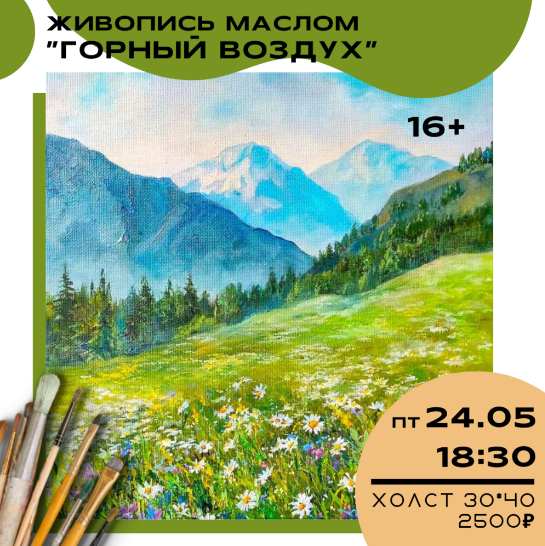 ЖИВОПИСЬ МАСЛОМ
"ГОРНЫЙ ВОЗДУХ"
16+
ПТ 24.05
18:30
ХОЛСТ 30*40
2500₽